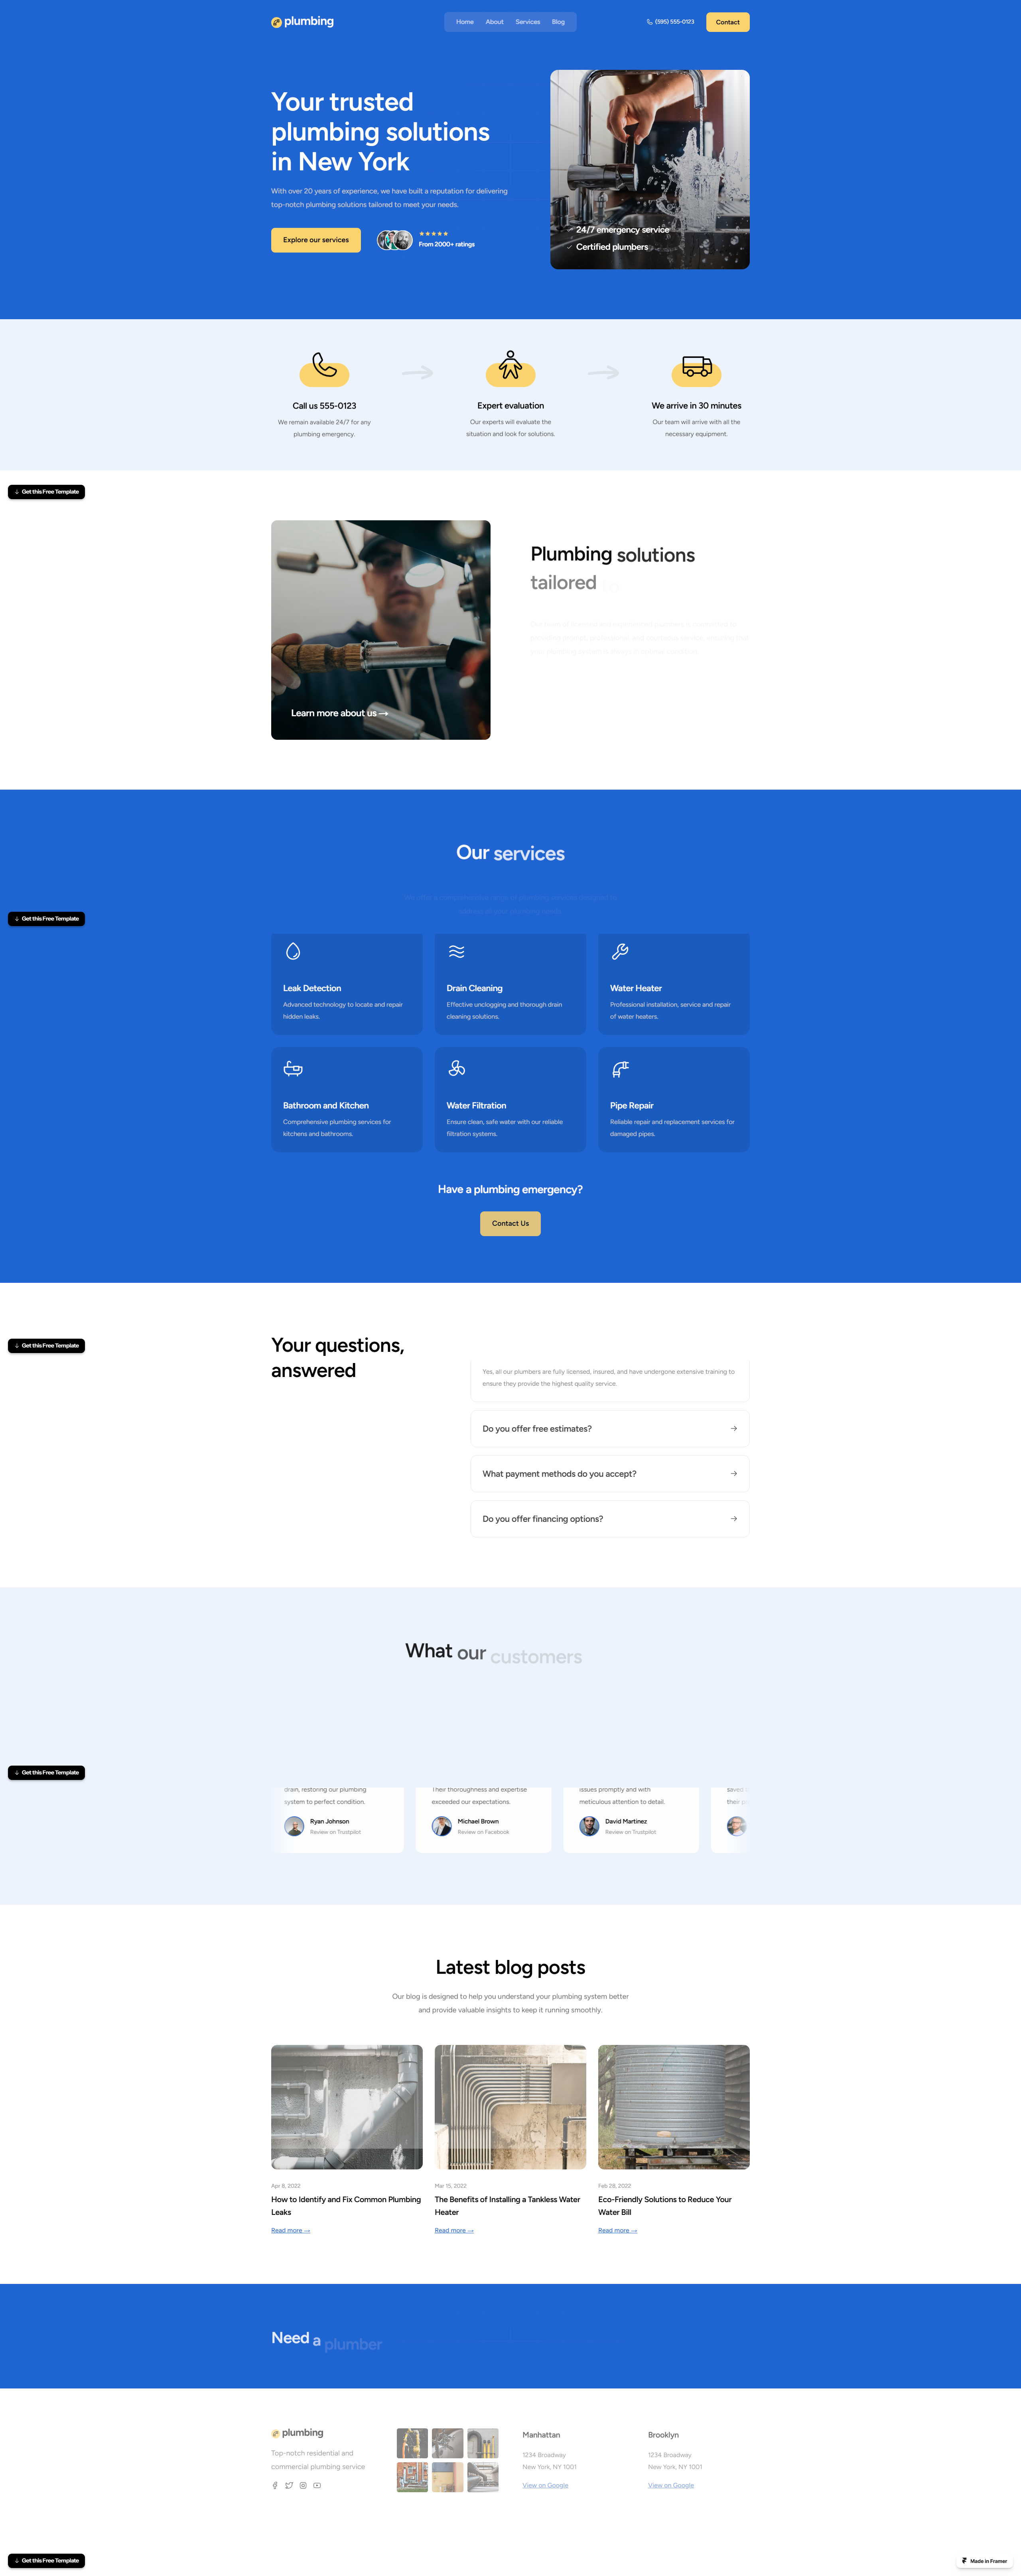 plumbing
Home
About
Services
Blog
(595) 555-0123
Contact
Your trusted
plumbing solutions
in New York
With over 20 years of experience, we have built a reputation for delivering
top-notch plumbing solutions tailored to meet your needs.
Explore our services
★★★★★
From 2000+ ratings
24/7 emergency service
Certified plumbers
Call us 555-0123
We remain available 24/7 for any
plumbing emergency.
Expert evaluation
Our experts will evaluate the
situation and look for solutions.
We arrive in 30 minutes
Our team will arrive with all the
necessary equipment.
Get this Free Template
Plumbing solutions
tailored to
Learn more about us
Our services
Get this Free Template
Leak Detection
Advanced technology to locate and repair
hidden leaks.
Drain Cleaning
Effective unclogging and thorough drain
cleaning solutions.
Water Heater
Professional installation, service and repair
of water heaters.
Bathroom and Kitchen
Comprehensive plumbing services for
kitchens and bathrooms.
Water Filtration
Ensure clean, safe water with our reliable
filtration systems.
Pipe Repair
Reliable repair and replacement services for
damaged pipes.
Have a plumbing emergency?
Contact Us
Get this Free Template
Your questions,
answered
Yes, all our plumbers are fully licensed, insured, and have undergone extensive training to
ensure they provide the highest quality service.
Do you offer free estimates?
What payment methods do you accept?
Do you offer financing options?
What our customers
Get this Free Template
drain, restoring our plumbing
system to perfect condition.
Ryan Johnson
Review on Trustpilot
Their thoroughness and expertise
exceeded our expectations.
Michael Brown
Review on Facebook
issues promptly and with
meticulous attention to detail.
David Martinez
Review on Trustpilot
saved
their
Latest blog posts
Our blog is designed to help you understand your plumbing system better
and provide valuable insights to keep it running smoothly.
Apr 8, 2022
How to Identify and Fix Common Plumbing
Leaks
Read more
Mar 15, 2022
The Benefits of Installing a Tankless Water
Heater
Read more
Feb 28, 2022
Eco-Friendly Solutions to Reduce Your
Water Bill
Read more
Need a plumber
plumbing
Top-notch residential and
commercial plumbing service
Manhattan
1234 Broadway
New York, NY 1001
View on Google
Brooklyn
1234 Broadway
New York, NY 1001
View on Google
Get this Free Template
Made in Framer